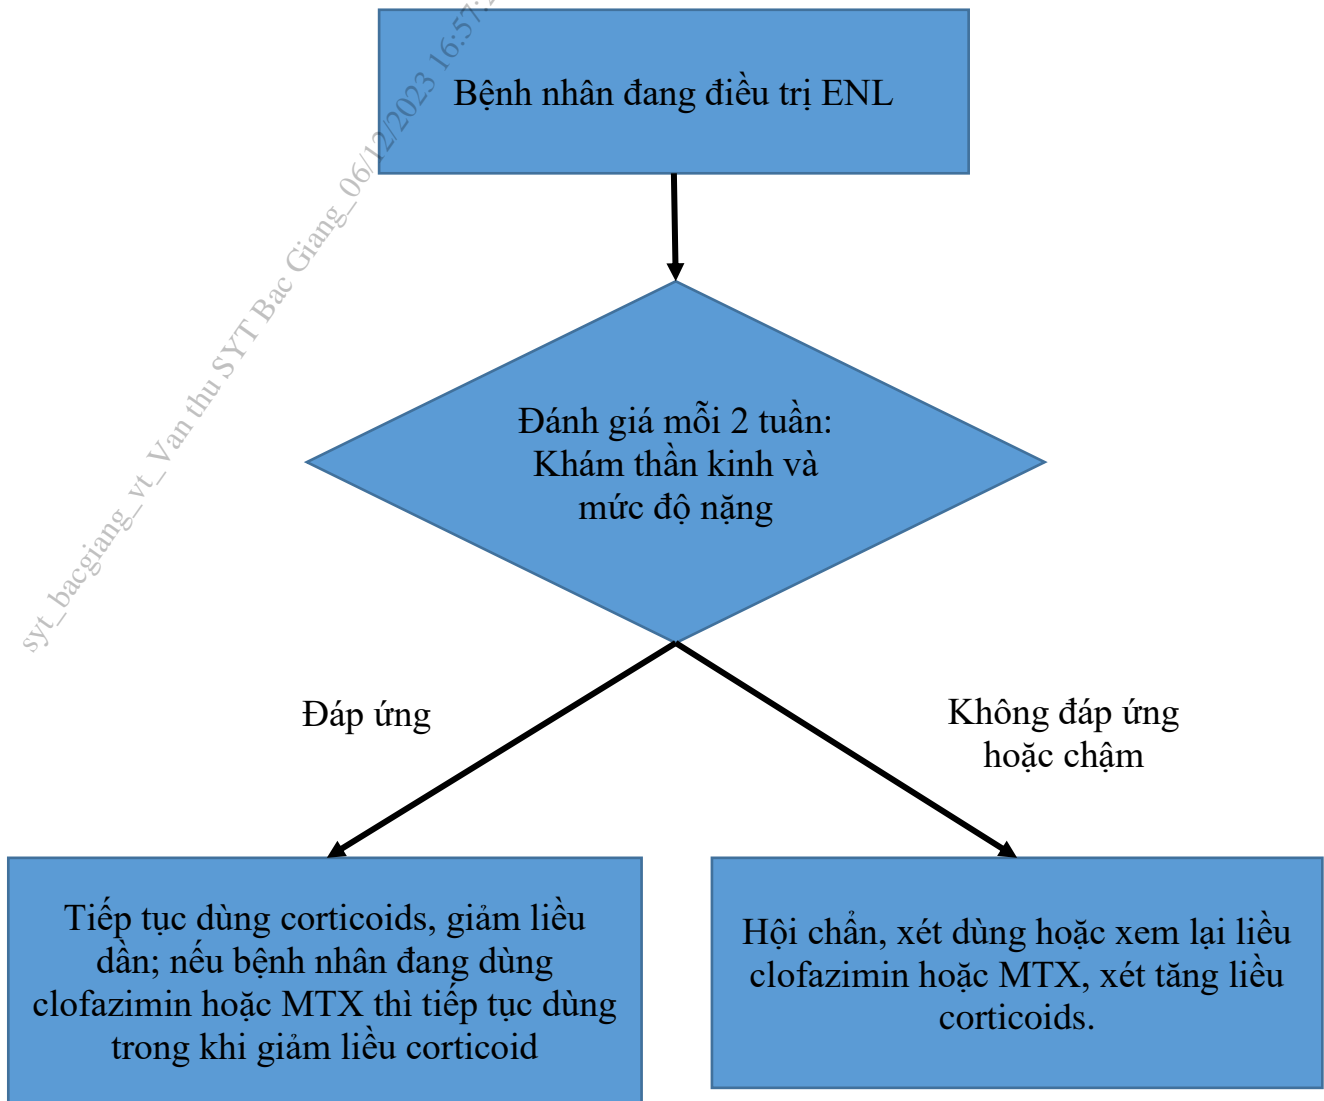 Bệnh nhân đang điều trị ENL
syt_bacgiang_vt_Van thu SYT Bac Giang_06/12/2023 16:57:
Đánh giá mỗi 2 tuần:
Khám thần kinh và
mức độ nặng
Đáp ứng
Không đáp ứng
hoặc chậm
Tiếp tục dùng corticoids, giảm liều
dần; nếu bệnh nhân đang dùng
clofazimin hoặc MTX thì tiếp tục dùng
trong khi giảm liều corticoid
Hội chẩn, xét dùng hoặc xem lại liều
clofazimin hoặc MTX, xét tăng liều
corticoids.